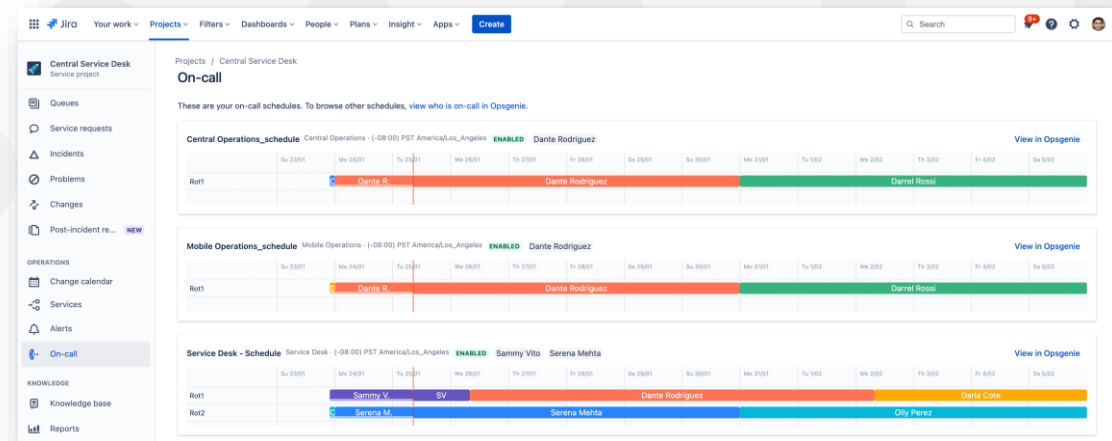 Jira Your work Projects Filters Dashboards People Plans Insight Apps Create Search 9+
Central Service Desk
Service project
Queues
Service requests
Incidents
Problems
Changes
Post-incident re... NEW
OPERATIONS
Change calendar
Services
Alerts
On-call
KNOWLEDGE
Knowledge base
Reports
Projects / Central Service Desk
On-call
These are your on-call schedules. To browse other schedules, view who is on-call in Opsgenie.
Central Operations_schedule Central Operations · (-08:00) PST America/Los_Angeles ENABLED Dante Rodriguez View in Opsgenie
Su 23/01 Mo 24/01 Tu 25/01 We 26/01 Th 27/01 Fr 28/01 Sa 29/01 Su 30/01 Mo 31/01 Tu 1/02 We 2/02 Th 3/02 Fr 4/02 Sa 5/02
Rot1 Dante R. Dante Rodriguez Darrel Rossi
Mobile Operations_schedule Mobile Operations · (-08:00) PST America/Los_Angeles ENABLED Dante Rodriguez View in Opsgenie
Su 23/01 Mo 24/01 Tu 25/01 We 26/01 Th 27/01 Fr 28/01 Sa 29/01 Su 30/01 Mo 31/01 Tu 1/02 We 2/02 Th 3/02 Fr 4/02 Sa 5/02
Rot1 Dante R. Dante Rodriguez Darrel Rossi
Service Desk - Schedule Service Desk · (-08:00) PST America/Los_Angeles ENABLED Sammy Vito Serena Mehta View in Opsgenie
Su 23/01 Mo 24/01 Tu 25/01 We 26/01 Th 27/01 Fr 28/01 Sa 29/01 Su 30/01 Mo 31/01 Tu 1/02 We 2/02 Th 3/02 Fr 4/02 Sa 5/02
Rot1 Sammy V. SV Dante Rodriguez Darla Cote
Rot2 Serena M. Serena Mehta Olly Perez